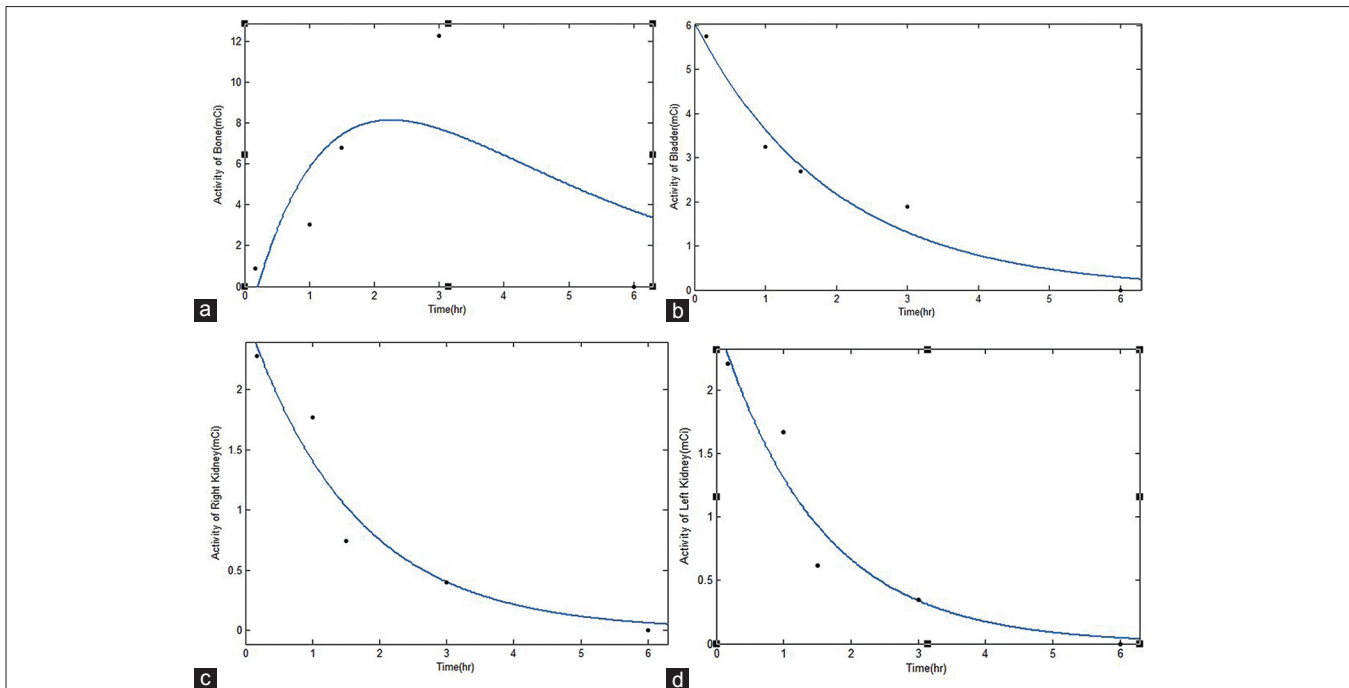 12
10
8
6
4
2
0
Activity of Bone(mCi)
0 1 2 3 4 5 6
Time(hr)
a
6
5
4
3
2
1
0
Activity of Bladder(mCi)
0 1 2 3 4 5 6
Time(hr)
b
2
1.5
1
0.5
0
Activity of Right Kidney(mCi)
0 1 2 3 4 5 6
Time(hr)
c
2
1.5
1
0.5
0
Activity of Left Kidney(mCi)
0 1 2 3 4 5 6
Time(hr)
d